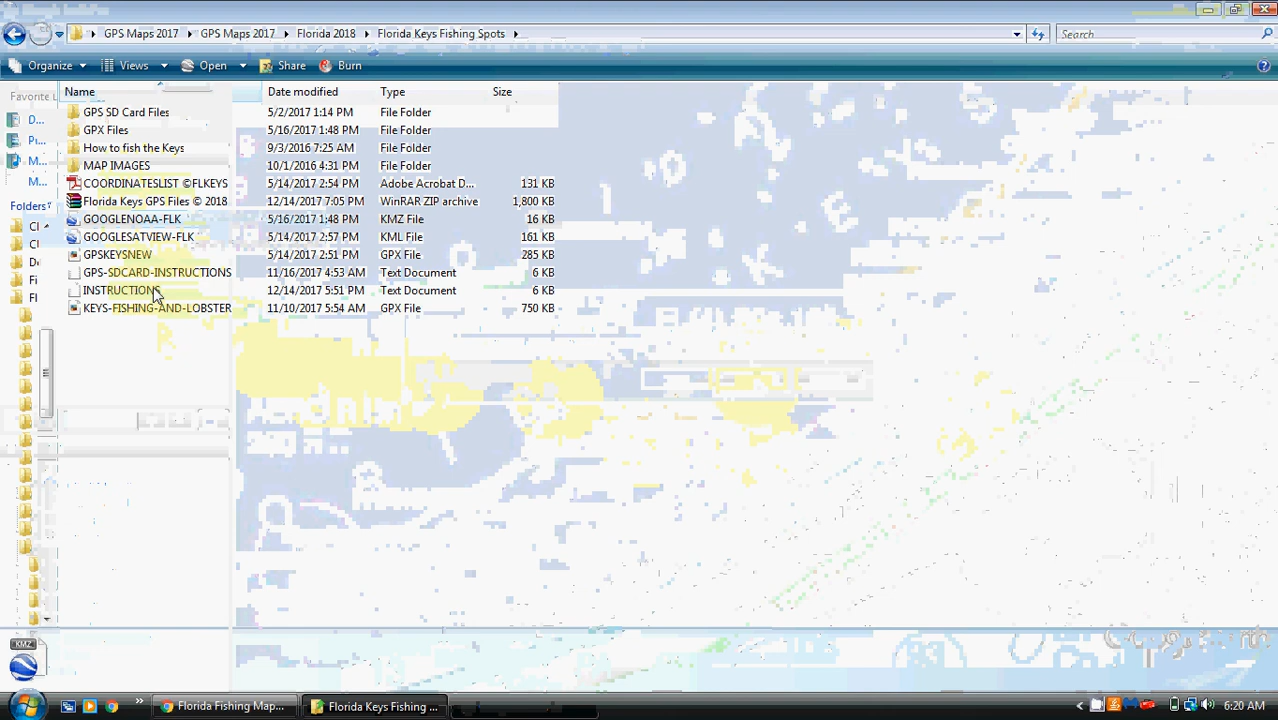 GPS Maps 2017 GPS Maps 2017 Florida 2018 Florida Keys Fishing Spots Search
Organize Views Open Share Burn
Favorite L Name Date modified Type Size
D...
P...
M...
M...
Folders
GPS SD Card Files 5/2/2017 1:14 PM File Folder
GPX Files 5/16/2017 1:48 PM File Folder
How to fish the Keys 9/3/2016 7:25 AM File Folder
MAP IMAGES 10/1/2016 4:31 PM File Folder
COORDINATESLIST ©FLKEYS 5/14/2017 2:54 PM Adobe Acrobat D... 131 KB
Florida Keys GPS Files © 2018 12/14/2017 7:05 PM WinRAR ZIP archive 1,800 KB
GOOGLENOAA-FLK 5/16/2017 1:48 PM KMZ File 16 KB
GOOGLESATVIEW-FLK 5/14/2017 2:57 PM KML File 161 KB
GPSKEYSNEW 5/14/2017 2:51 PM GPX File 285 KB
GPS-SDCARD-INSTRUCTIONS 11/16/2017 4:53 AM Text Document 6 KB
INSTRUCTIONS 12/14/2017 5:51 PM Text Document 6 KB
KEYS-FISHING-AND-LOBSTER 11/10/2017 5:54 AM GPX File 750 KB
KMZ
Florida Fishing Map... Florida Keys Fishing ... 6:20 AM